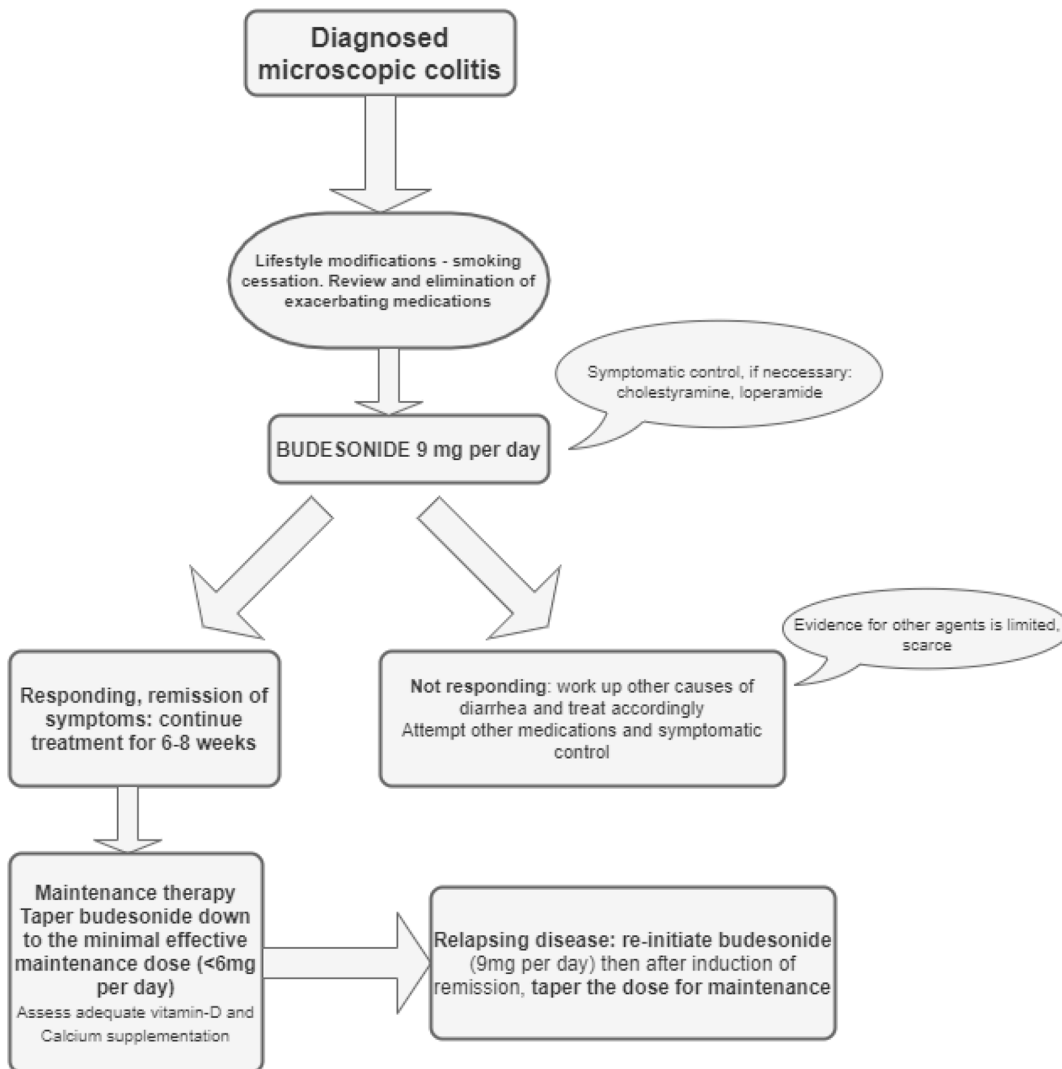 Diagnosed
microscopic colitis
Lifestyle modifications - smoking
cessation. Review and elimination of
exacerbating medications
Symptomatic control, if neccessary:
cholestyramine, loperamide
BUDESONIDE 9 mg per day
Evidence for other agents is limited,
scarce
Responding, remission of
symptoms: continue
treatment for 6-8 weeks
Not responding: work up other causes of
diarrhea and treat accordingly
Attempt other medications and symptomatic
control
Maintenance therapy
Taper budesonide down
to the minimal effective
maintenance dose (<6mg
per day)
Assess adequate vitamin-D and
Calcium supplementation
Relapsing disease: re-initiate budesonide
(9mg per day) then after induction of
remission, taper the dose for maintenance